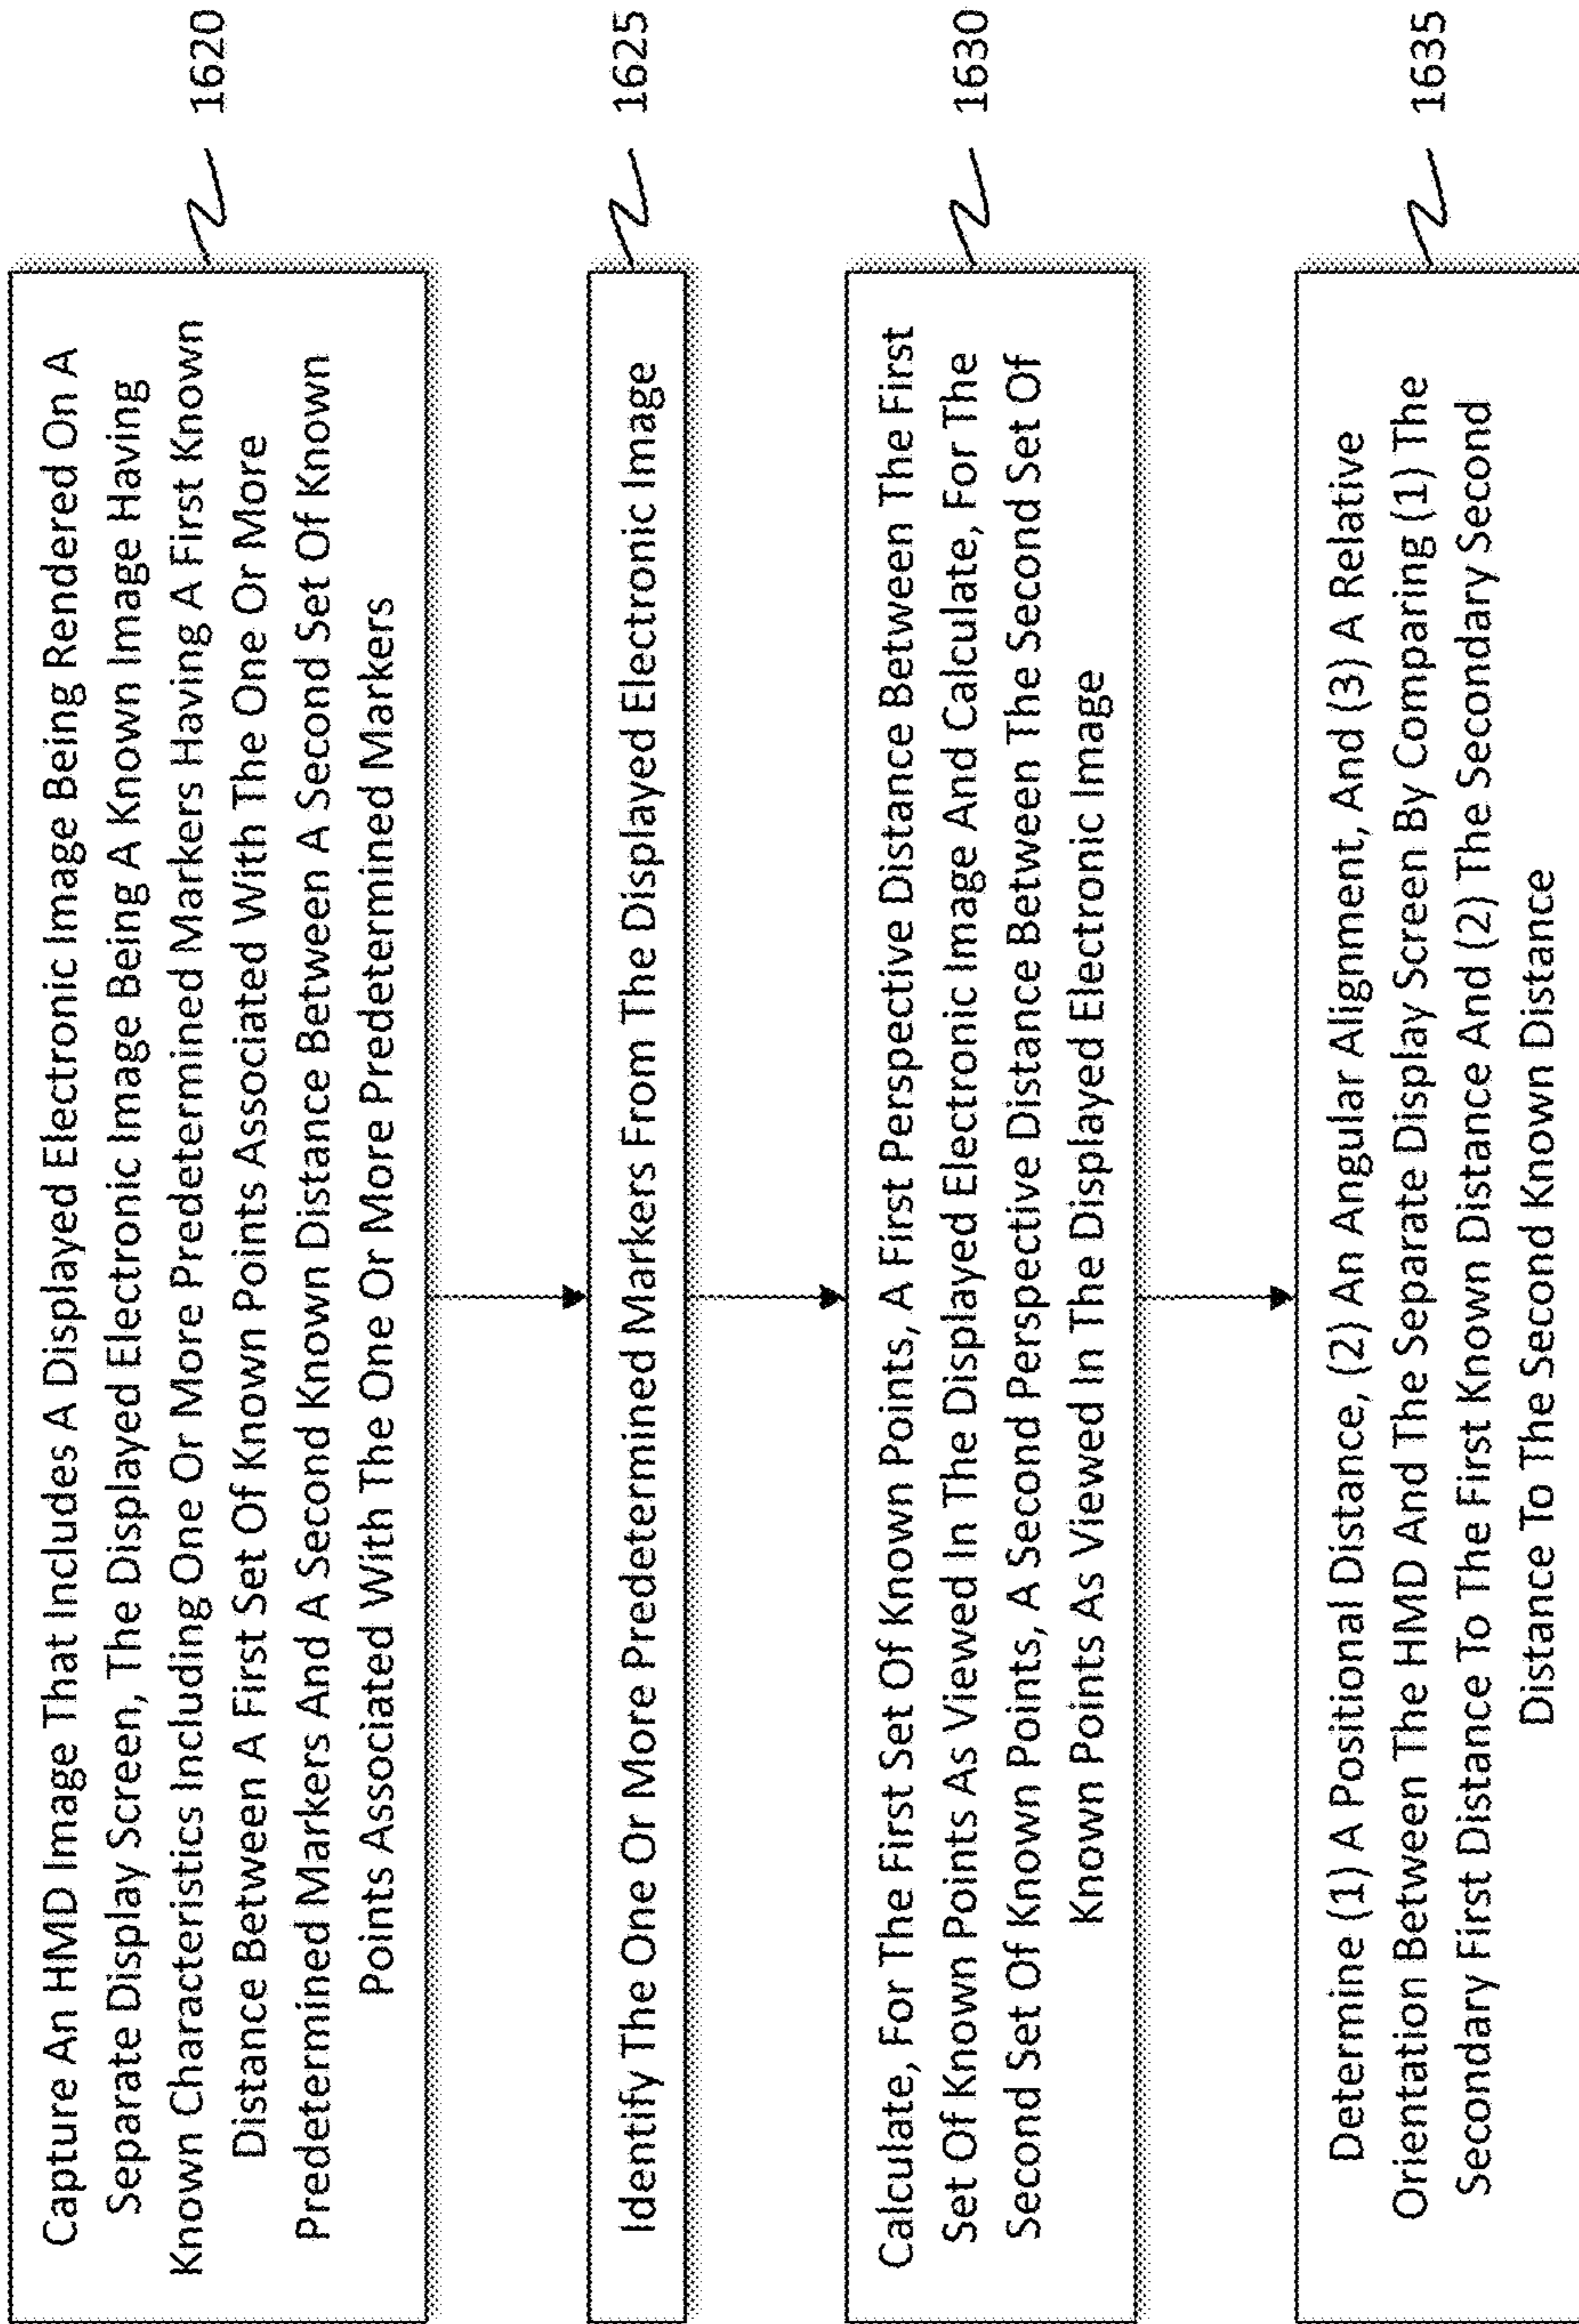 Capture An HMD Image That Includes A Displayed Electronic Image Being Rendered On A
Separate Display Screen, The Displayed Electronic Image Being A Known Image Having
Known Characteristics Including One Or More Predetermined Markers Having A First Known
Distance Between A First Set Of Known Points Associated With The One Or More
Predetermined Markers And A Second Known Distance Between A Second Set Of Known
Points Associated With The One Or More Predetermined Markers
1620
Identify The One Or More Predetermined Markers From The Displayed Electronic Image
1625
Calculate, For The First Set Of Known Points, A First Perspective Distance Between The First
Set Of Known Points As Viewed In The Displayed Electronic Image And Calculate, For The
Second Set Of Known Points, A Second Perspective Distance Between The Second Set Of
Known Points As Viewed In The Displayed Electronic Image
1630
Determine (1) A Positional Distance, (2) An Angular Alignment, And (3) A Relative
Orientation Between The HMD And The Separate Display Screen By Comparing (1) The
Secondary First Distance To The First Known Distance And (2) The Secondary Second
Distance To The Second Known Distance
1635